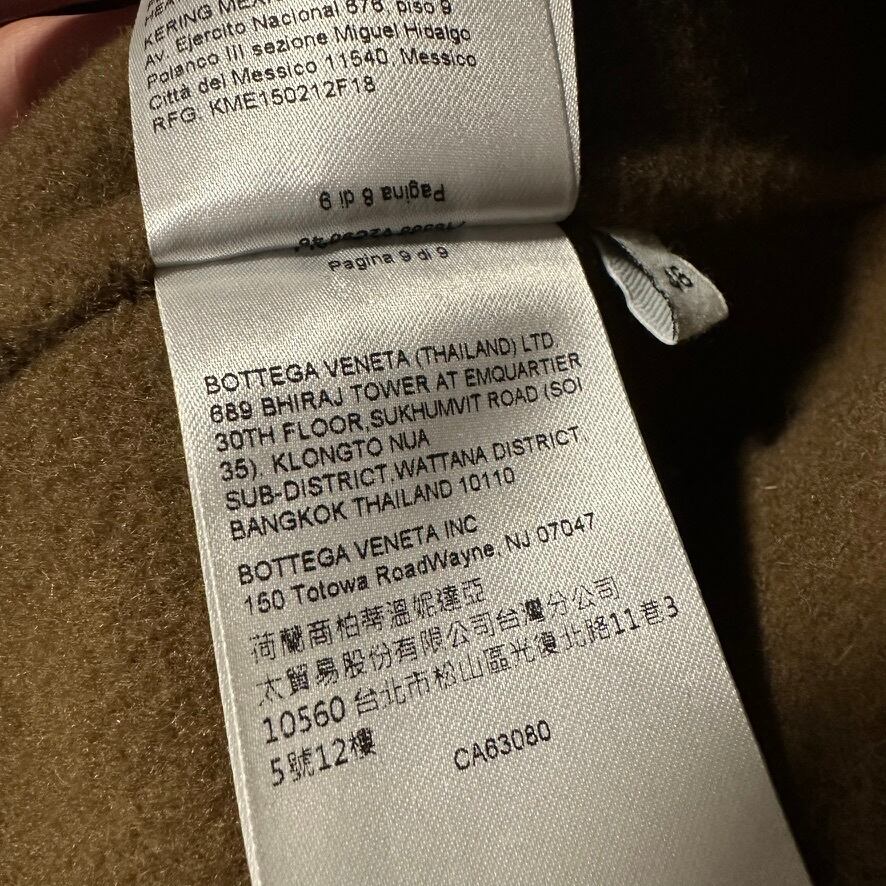 KERING MEXI
Av. Ejercito Nacional 676, piso 9
Polanco III sezione Miguel Hidalgo
Città del Messico 11540, Messico
RFG. KME150212F18
Pagina 8 di 9
Pagina 9 di 9
BOTTEGA VENETA (THAILAND) LTD.
689 BHIRAJ TOWER AT EMQUARTIER
30TH FLOOR,SUKHUMVIT ROAD (SOI
35), KLONGTO NUA
SUB-DISTRICT,WATTANA DISTRICT,
BANGKOK THAILAND 10110
BOTTEGA VENETA INC
150 Totowa RoadWayne, NJ 07047
荷蘭商柏蒂溫妮達亞
太貿易股份有限公司台灣分公司
10560 台北市松山區光復北路11巷3
5號12樓
CA63080